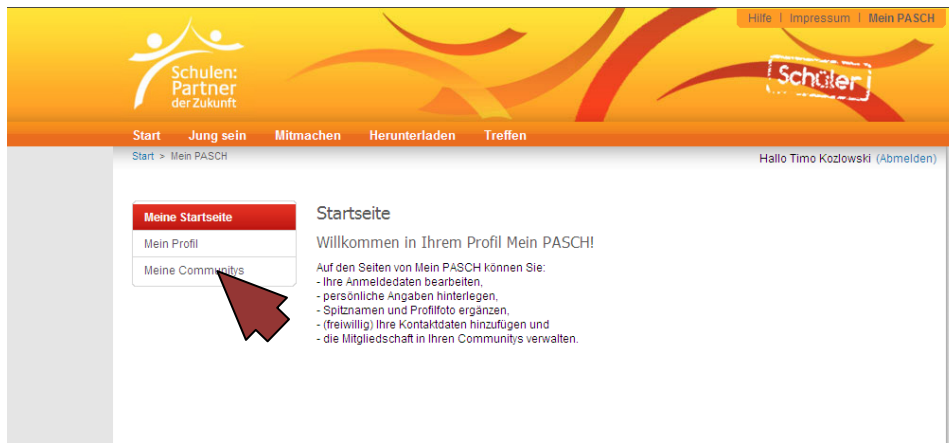 Hilfe | Impressum | Mein PASCH
Schulen:
Partner
der Zukunft
Schüler
Start Jung sein Mitmachen Herunterladen Treffen
Start > Mein PASCH
Hallo Timo Kozlowski (Abmelden)
Meine Startseite
Mein Profil
Meine Communitys
Startseite
Willkommen in Ihrem Profil Mein PASCH!
Auf den Seiten von Mein PASCH können Sie:
- Ihre Anmeldedaten bearbeiten,
- persönliche Angaben hinterlegen,
- Spitznamen und Profilfoto ergänzen,
- (freiwillig) Ihre Kontaktdaten hinzufügen und
- die Mitgliedschaft in Ihren Communitys verwalten.